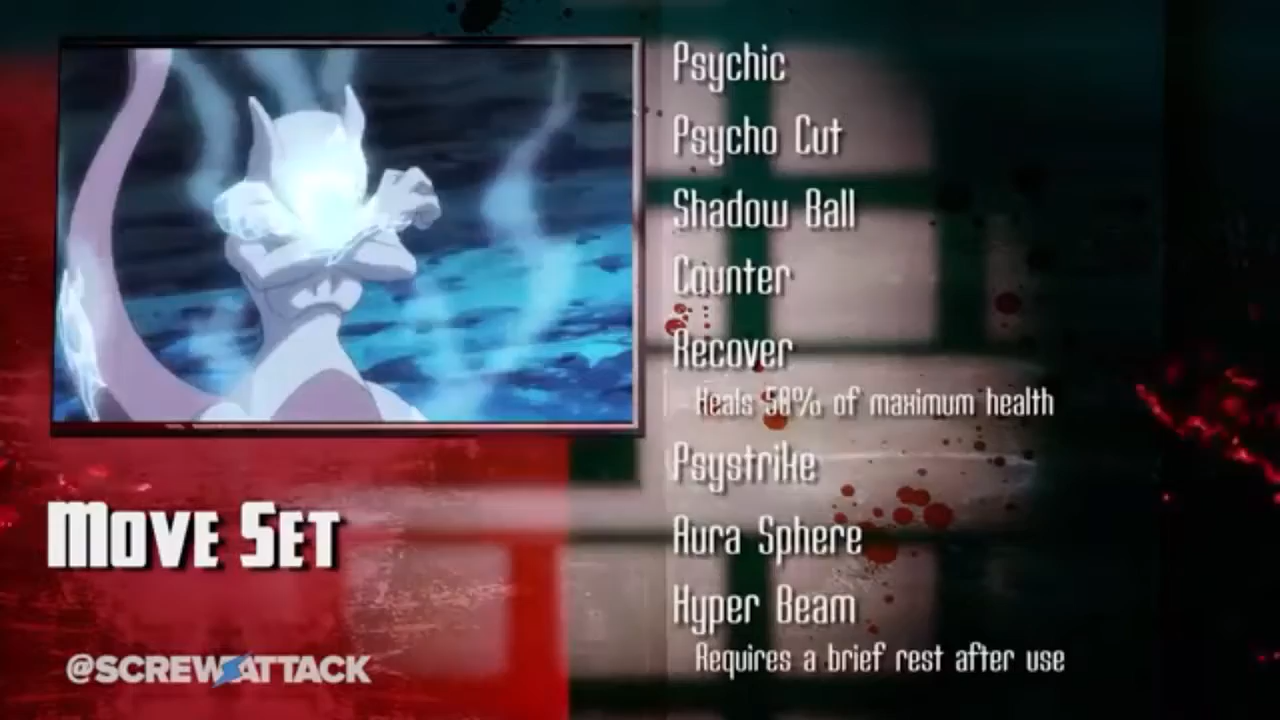 Psychic
Psycho Cut
Shadow Ball
Counter
Recover
Heals 50% of maximum health
Psystrike
Aura Sphere
Hyper Beam
Requires a brief rest after use
Move Set
@SCREWATTACK